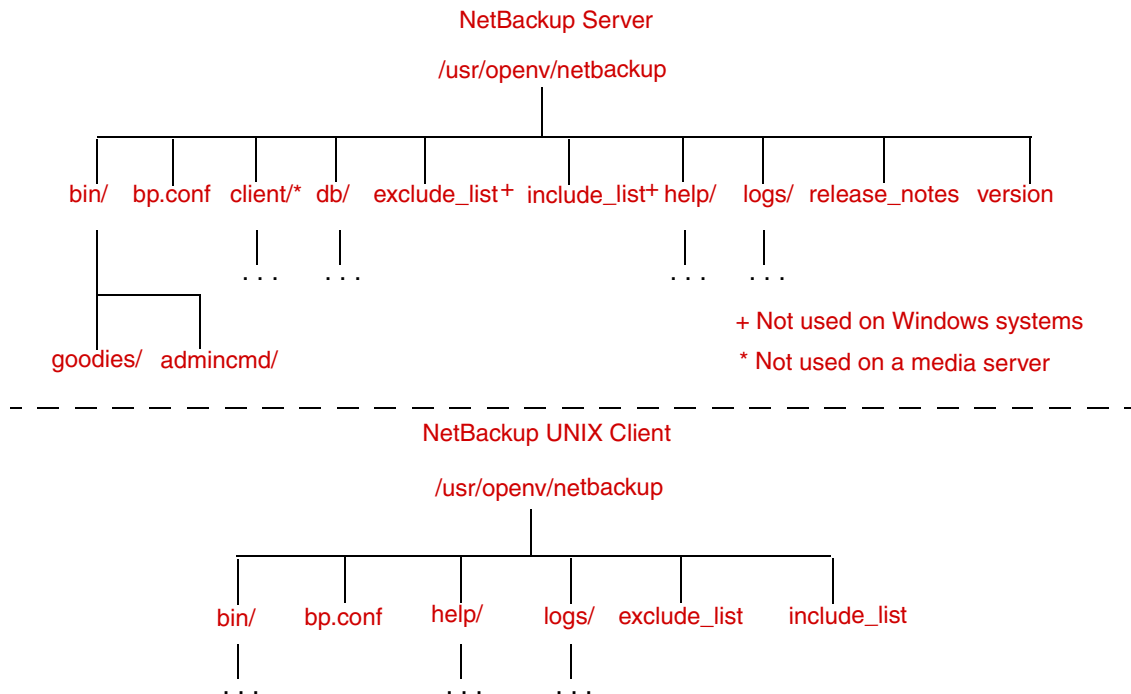 NetBackup Server
/usr/openv/netbackup
bin/ bp.conf client/* db/ exclude_list+ include_list+ help/ logs/ release_notes version
. . . . . . . . . . . .
+ Not used on Windows systems
goodies/ admincmd/
* Not used on a media server
NetBackup UNIX Client
/usr/openv/netbackup
bin/ bp.conf help/ logs/ exclude_list include_list
. . . . . . . . .